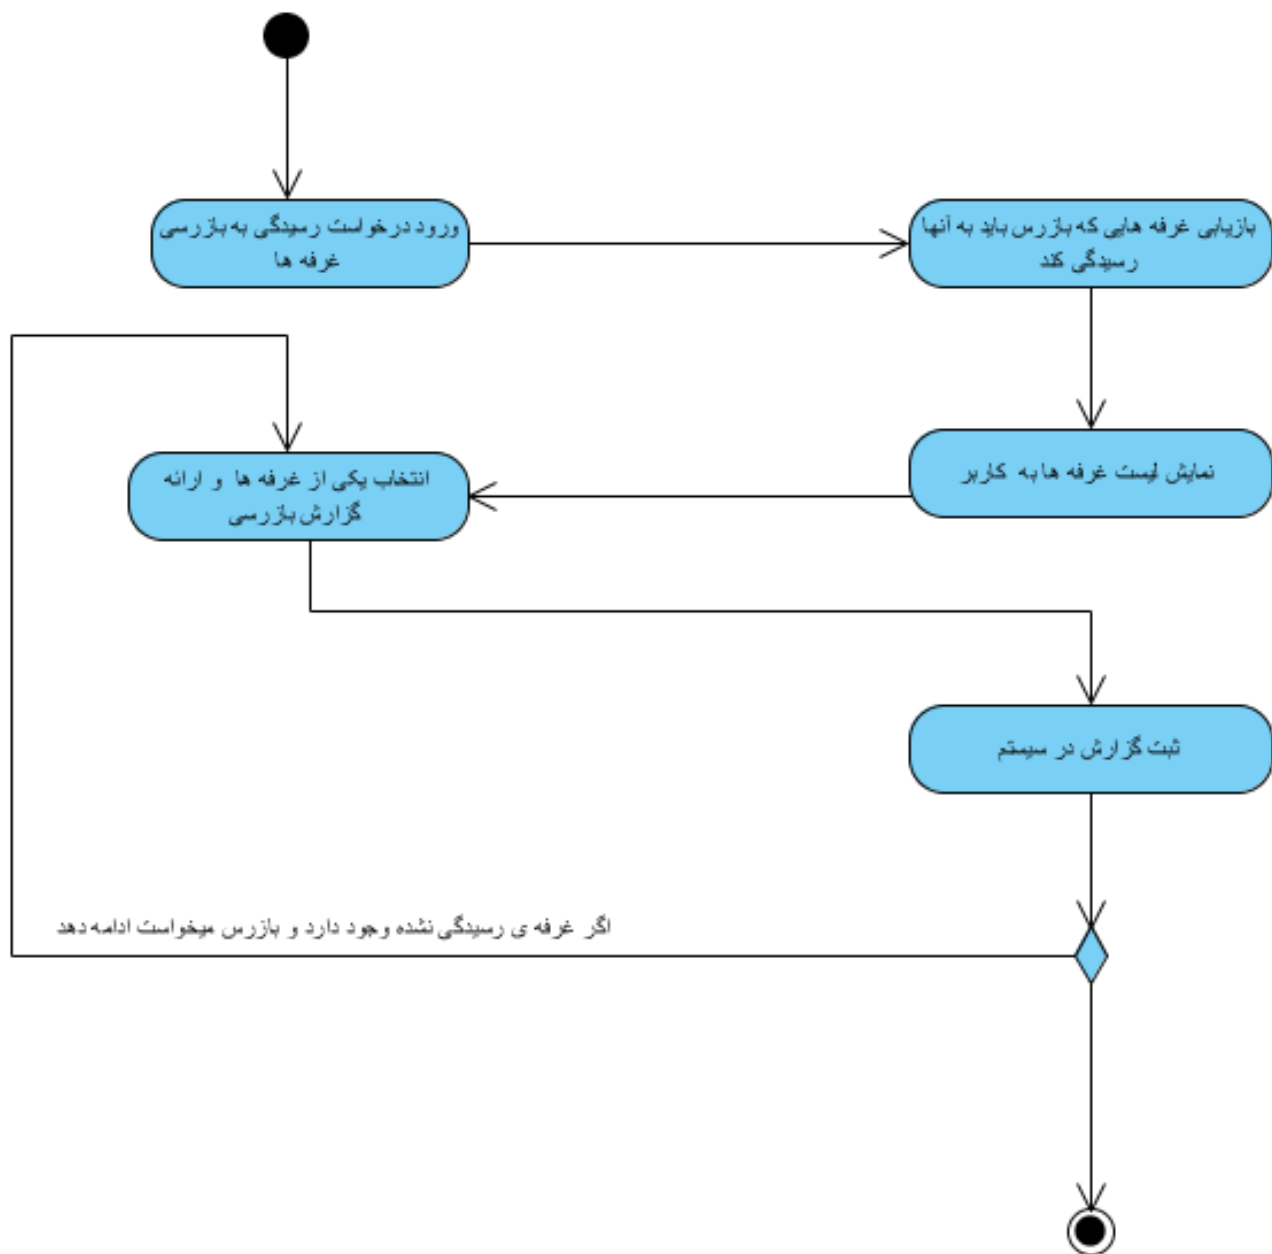 ورود درخواست رسیدگی به بازرسی
غرفه ها
بازیابی غرفه هایی که بازرس باید به آنها
رسیدگی کند
نمایش لیست غرفه ها به کاربر
انتخاب یکی از غرفه ها و ارائه
گزارش بازرسی
ثبت گزارش در سیستم
اگر غرفه ی رسیدگی نشده وجود دارد و بازرس میخواست ادامه دهد